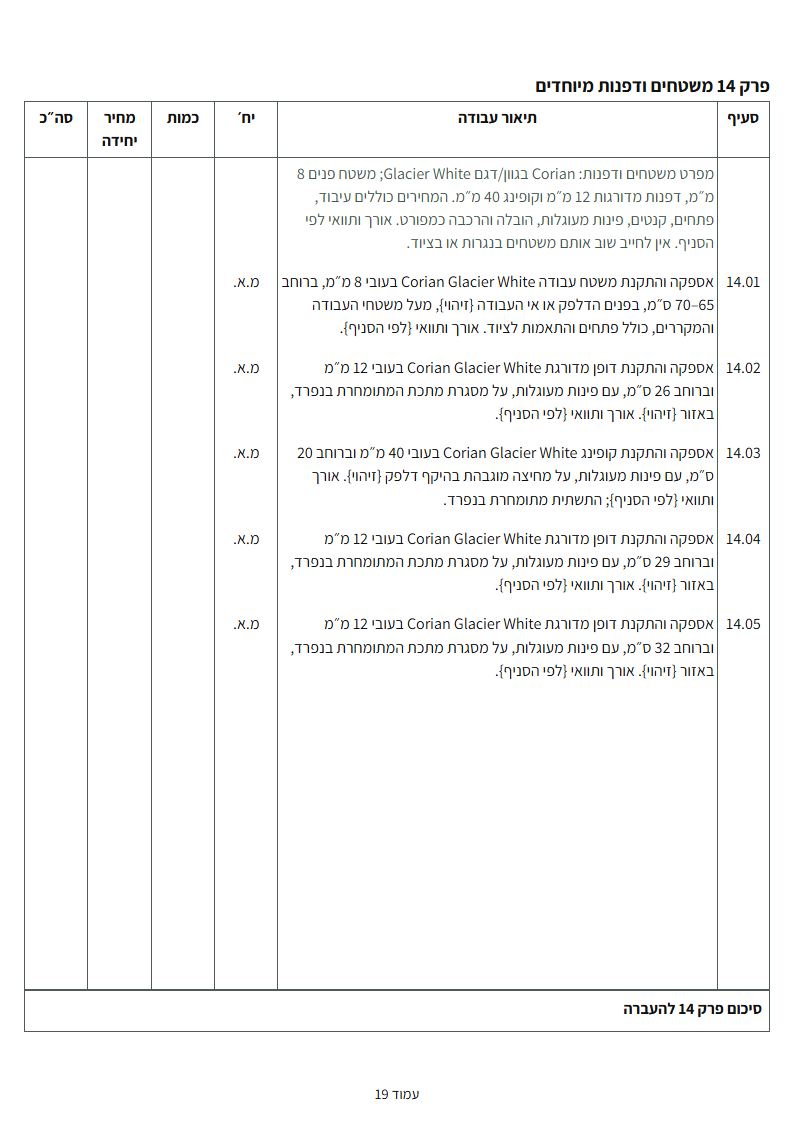 פרק 14 משטחים ודפנות מיוחדים
סעיף תיאור עבודה יח׳ כמות מחיר יחידה סה״כ
מפרט משטחים ודפנות: Corian בגוון/דגם Glacier White; משטח פנים 8
מ״מ, דפנות מדורגות 12 מ״מ וקופינג 40 מ״מ. המחירים כוללים עיבוד,
פתחים, קנטים, פינות מעוגלות, הובלה והרכבה כמפורט. אורך ותוואי לפי
הסניף. אין לחייב שוב אותם משטחים בנגרות או בציוד.
14.01 אספקה והתקנת משטח עבודה Corian Glacier White בעובי 8 מ״מ, ברוחב מ.א.
65–70 ס״מ, בפנים הדלפק או אי העבודה {זיהוי}, מעל משטחי העבודה
והמקררים, כולל פתחים והתאמות לציוד. אורך ותוואי {לפי הסניף}.
14.02 אספקה והתקנת דופן מדורגת Corian Glacier White בעובי 12 מ״מ מ.א.
וברוחב 26 ס״מ, עם פינות מעוגלות, על מסגרת מתכת המתומחרת בנפרד,
באזור {זיהוי}. אורך ותוואי {לפי הסניף}.
14.03 אספקה והתקנת קופינג Corian Glacier White בעובי 40 מ״מ וברוחב 20 מ.א.
ס״מ, עם פינות מעוגלות, על מחיצה מוגבהת בהיקף דלפק {זיהוי}. אורך
ותוואי {לפי הסניף}; התשתית מתומחרת בנפרד.
14.04 אספקה והתקנת דופן מדורגת Corian Glacier White בעובי 12 מ״מ מ.א.
וברוחב 29 ס״מ, עם פינות מעוגלות, על מסגרת מתכת המתומחרת בנפרד,
באזור {זיהוי}. אורך ותוואי {לפי הסניף}.
14.05 אספקה והתקנת דופן מדורגת Corian Glacier White בעובי 12 מ״מ מ.א.
וברוחב 32 ס״מ, עם פינות מעוגלות, על מסגרת מתכת המתומחרת בנפרד,
באזור {זיהוי}. אורך ותוואי {לפי הסניף}.
סיכום פרק 14 להעברה
עמוד 19